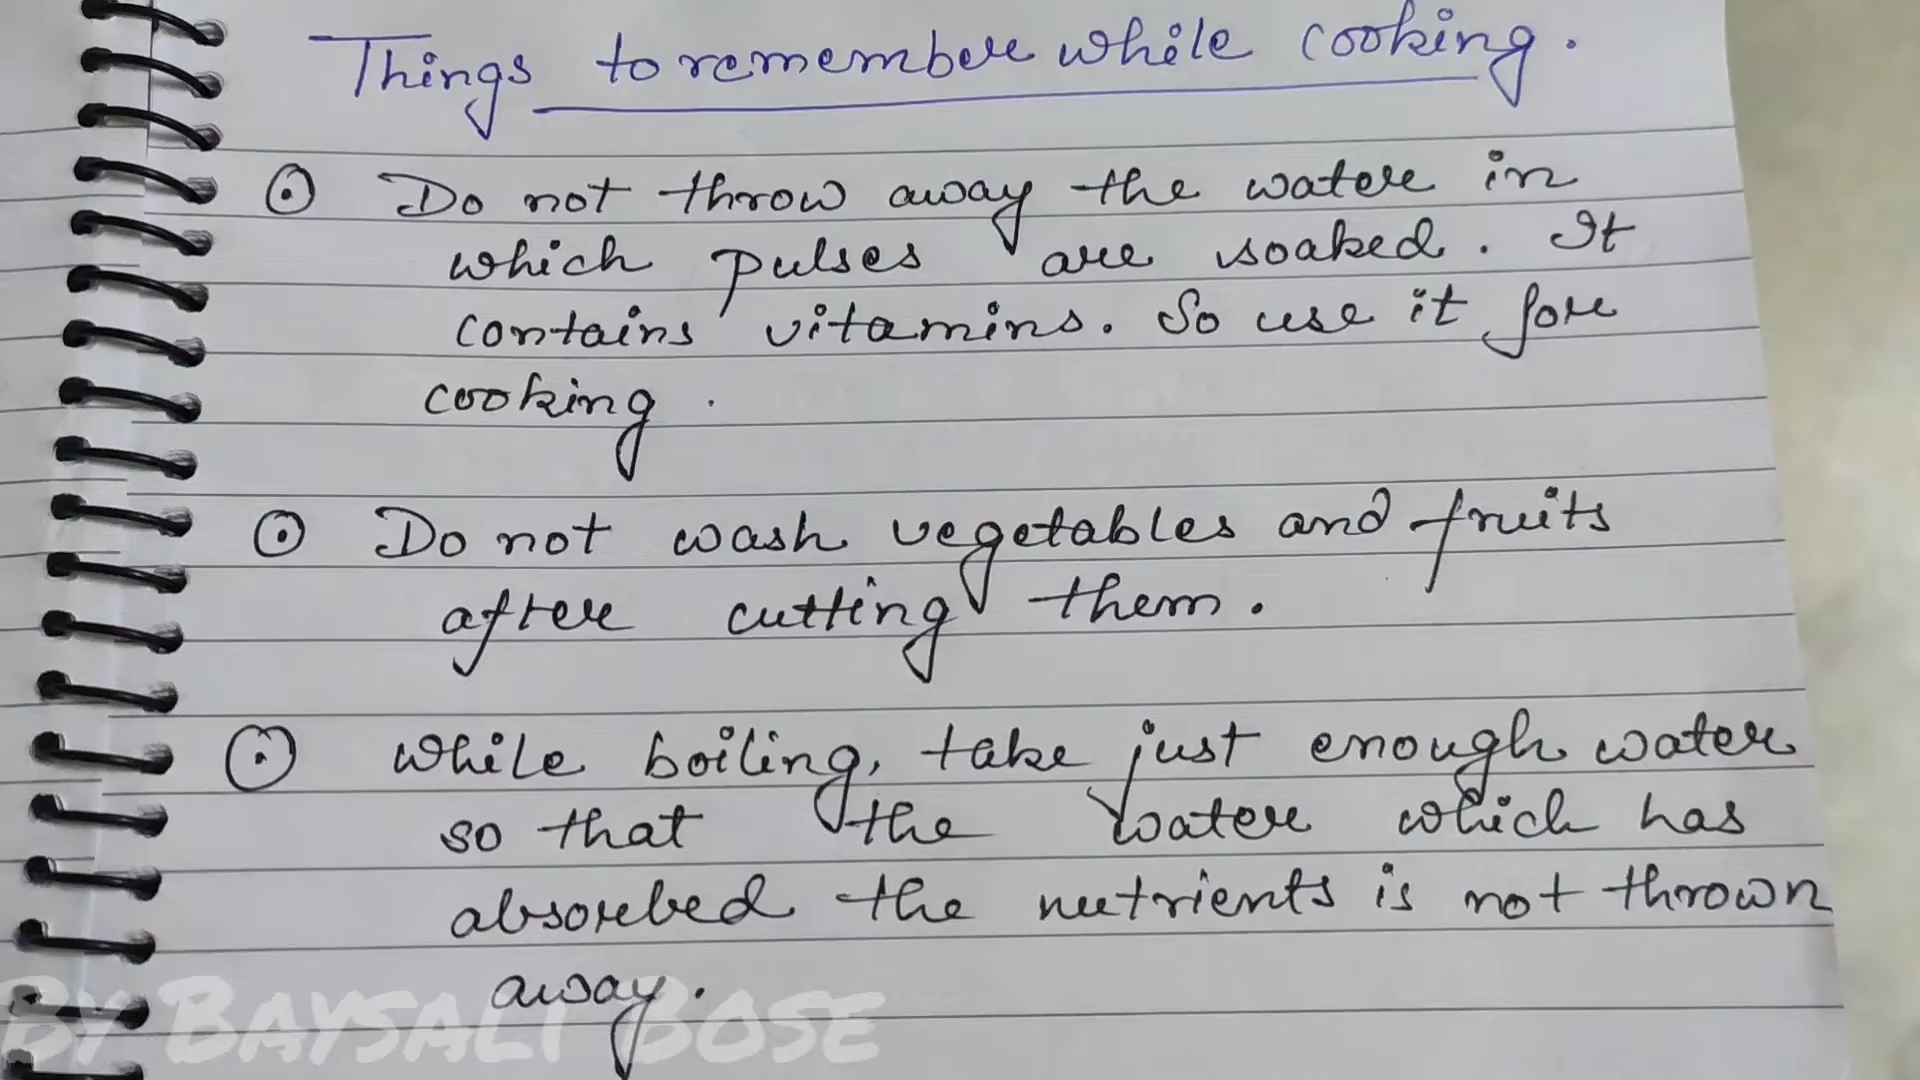 Things to remember while cooking.
Do not throw away the water in
which pulses are soaked. It
contains vitamins. So use it for
cooking.
Do not wash vegetables and fruits
after cutting them.
While boiling, take just enough water
so that the water which has
absorbed the nutrients is not thrown
away.
By Baysali Bose